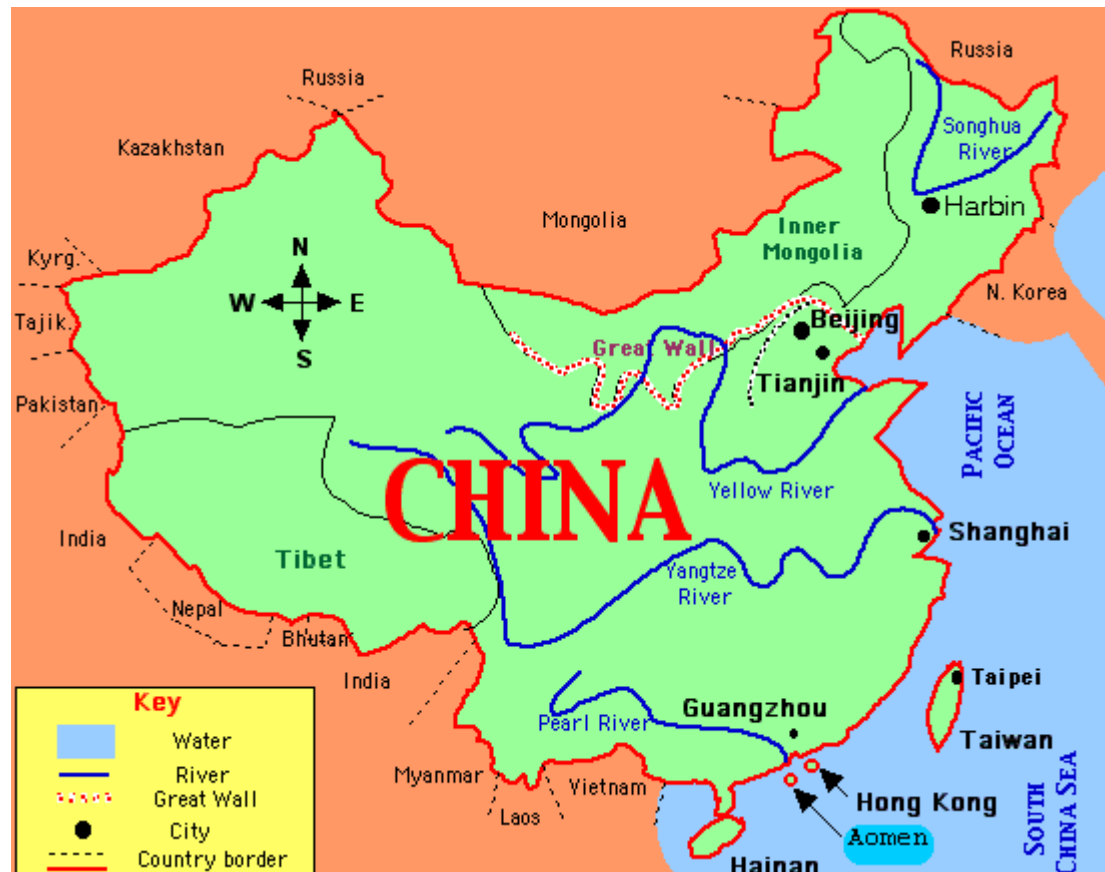 Russia
Russia
Kazakhstan
Songhua
River
Mongolia
Harbin
Inner
Mongolia
Kyrg.
N
W
E
S
N. Korea
Tajik.
Beijing
Great Wall
Tianjin
Pakistan
PACIFIC
OCEAN
CHINA
Yellow River
India
Shanghai
Tibet
Yangtze
River
Nepal
Bhutan
India
Taipei
Key
Guangzhou
Pearl River
Taiwan
Water
River
Myanmar
Vietnam
Great Wall
Hong Kong
Laos
SOUTH
CHINA SEA
City
Aomen
Country border
Hainan